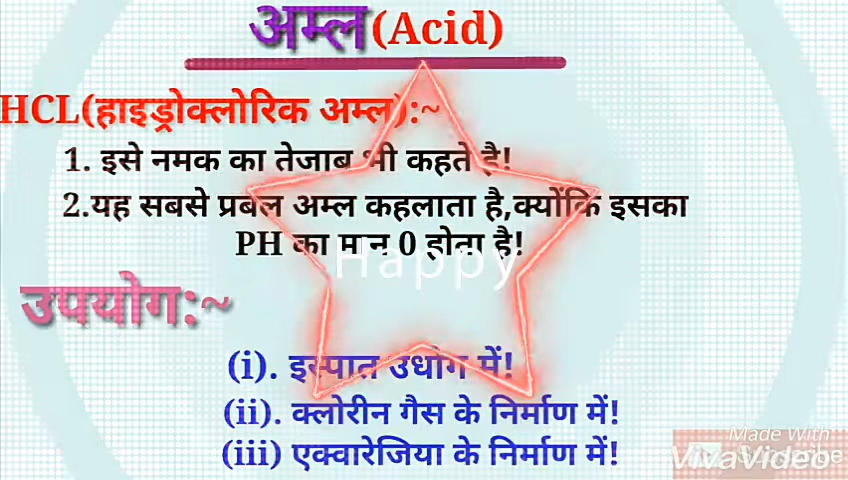 अम्ल(Acid)
HCL(हाइड्रोक्लोरिक अम्ल):~
1. इसे नमक का तेजाब भी कहते है!
2.यह सबसे प्रबल अम्ल कहलाता है,क्योंकि इसका
PH का मान 0 होता है!
Happy
उपयोग:~
(i). इस्पात उधोग में!
(ii). क्लोरीन गैस के निर्माण में!
(iii) एक्वारेजिया के निर्माण में!
Made With
Subscribe
VivaVideo